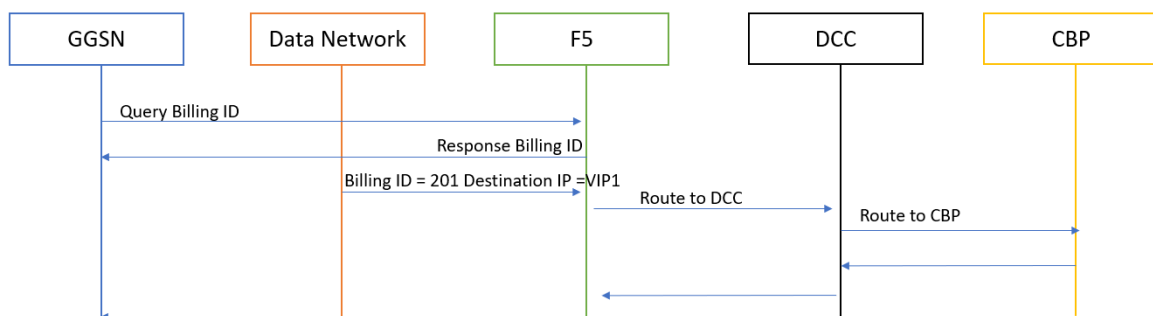 GGSN
Data Network
F5
DCC
CBP
Query Billing ID
Response Billing ID
Billing ID = 201 Destination IP =VIP1
Route to DCC
Route to CBP